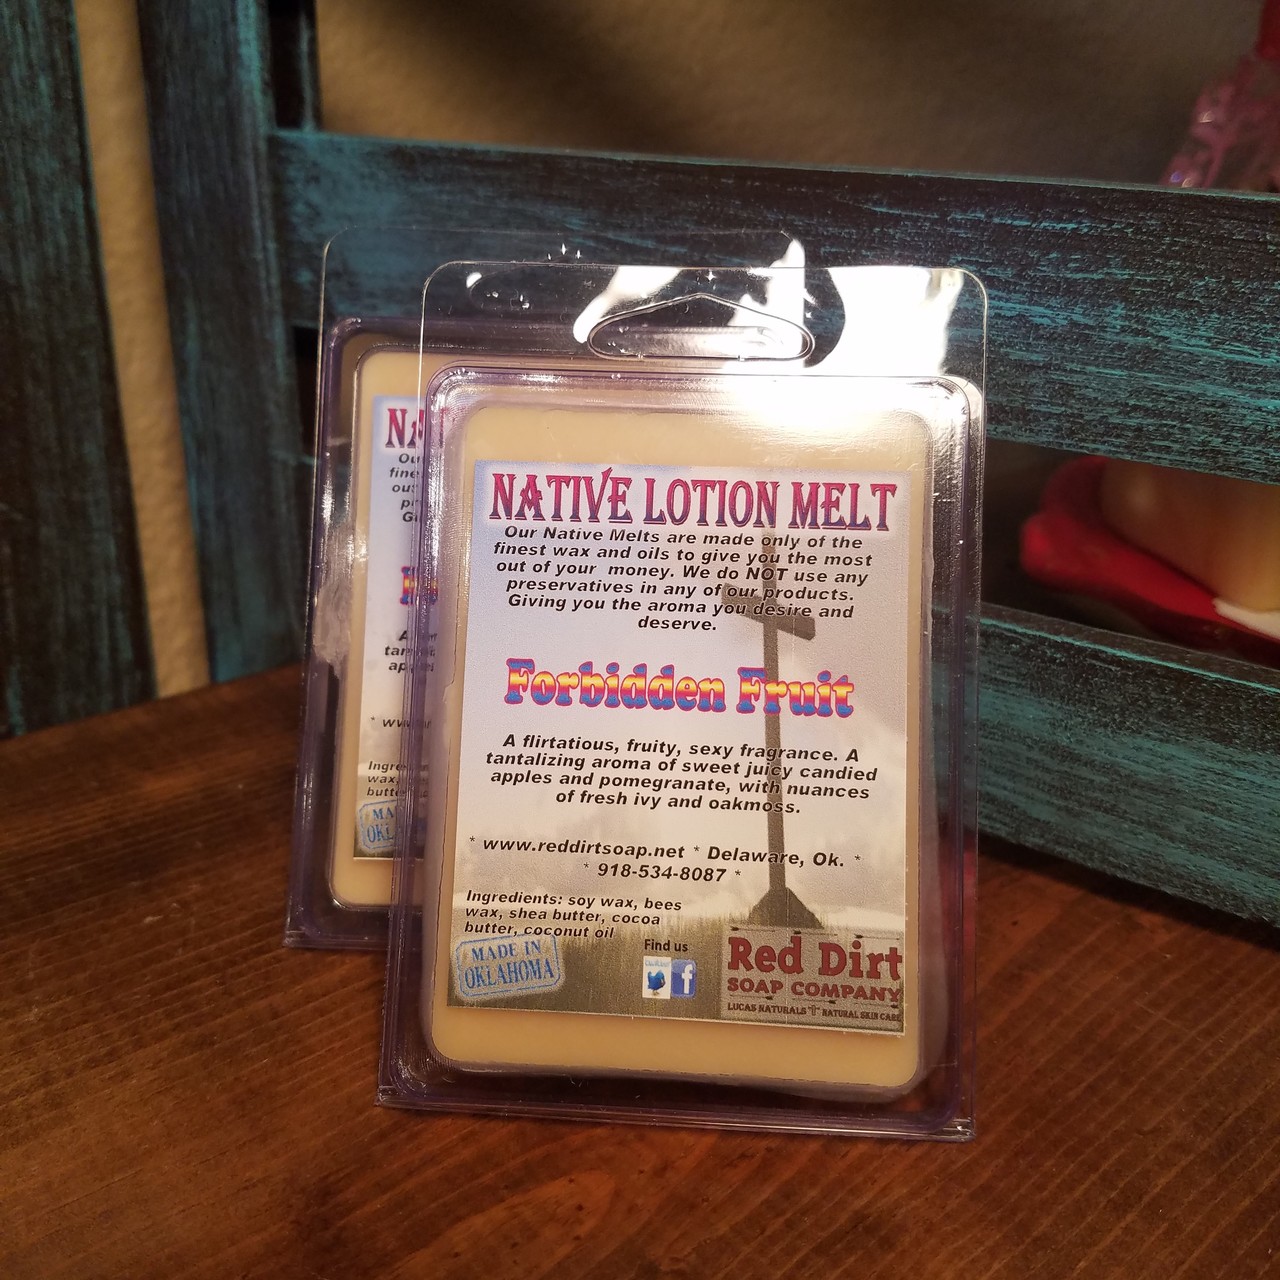 NATIVE LOTION MELT
Our Native Melts are made only of the
finest wax and oils to give you the most
out of your money. We do NOT use any
preservatives in any of our products.
Giving you the aroma you desire and
deserve.
Forbidden Fruit
A flirtatious, fruity, sexy fragrance. A
tantalizing aroma of sweet juicy candied
apples and pomegranate, with nuances
of fresh ivy and oakmoss.
* www.reddirtsoap.net * Delaware, Ok. *
* 918-534-8087 *
Ingredients: soy wax, bees
wax, shea butter, cocoa
butter, coconut oil
MADE IN
OKLAHOMA
Find us
f
Red Dirt
SOAP COMPANY
LUCAS NATURALS NATURAL SKIN CARE